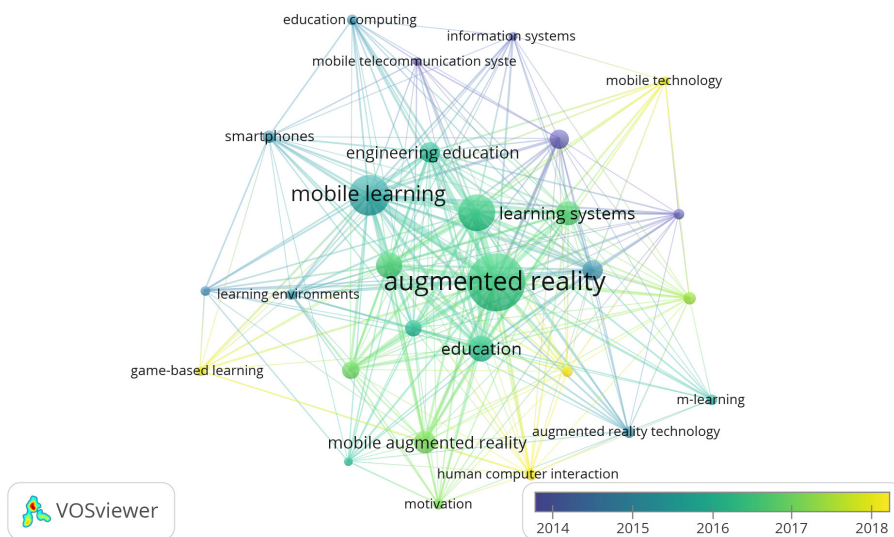 education computing
information systems
mobile telecommunication syste
mobile technology
smartphones
engineering education
mobile learning
learning systems
augmented reality
learning environments
education
game-based learning
m-learning
augmented reality technology
mobile augmented reality
human computer interaction
motivation
VOSviewer
2014 2015 2016 2017 2018